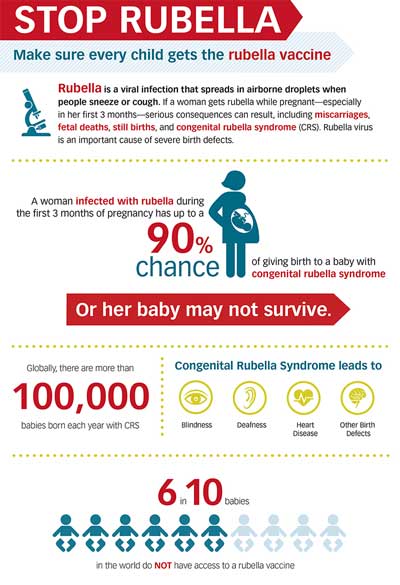 STOP RUBELLA
Make sure every child gets the rubella vaccine
Rubella is a viral infection that spreads in airborne droplets when
people sneeze or cough. If a woman gets rubella while pregnant—especially
in her first 3 months—serious consequences can result, including miscarriages,
fetal deaths, still births, and congenital rubella syndrome (CRS). Rubella virus
is an important cause of severe birth defects.
A woman infected with rubella during
the first 3 months of pregnancy has up to a
90%
chance
of giving birth to a baby with
congenital rubella syndrome
Or her baby may not survive.
Globally, there are more than
100,000
babies born each year with CRS
Congenital Rubella Syndrome leads to
Blindness
Deafness
Heart
Disease
Other Birth
Defects
6 in 10 babies
in the world do NOT have access to a rubella vaccine